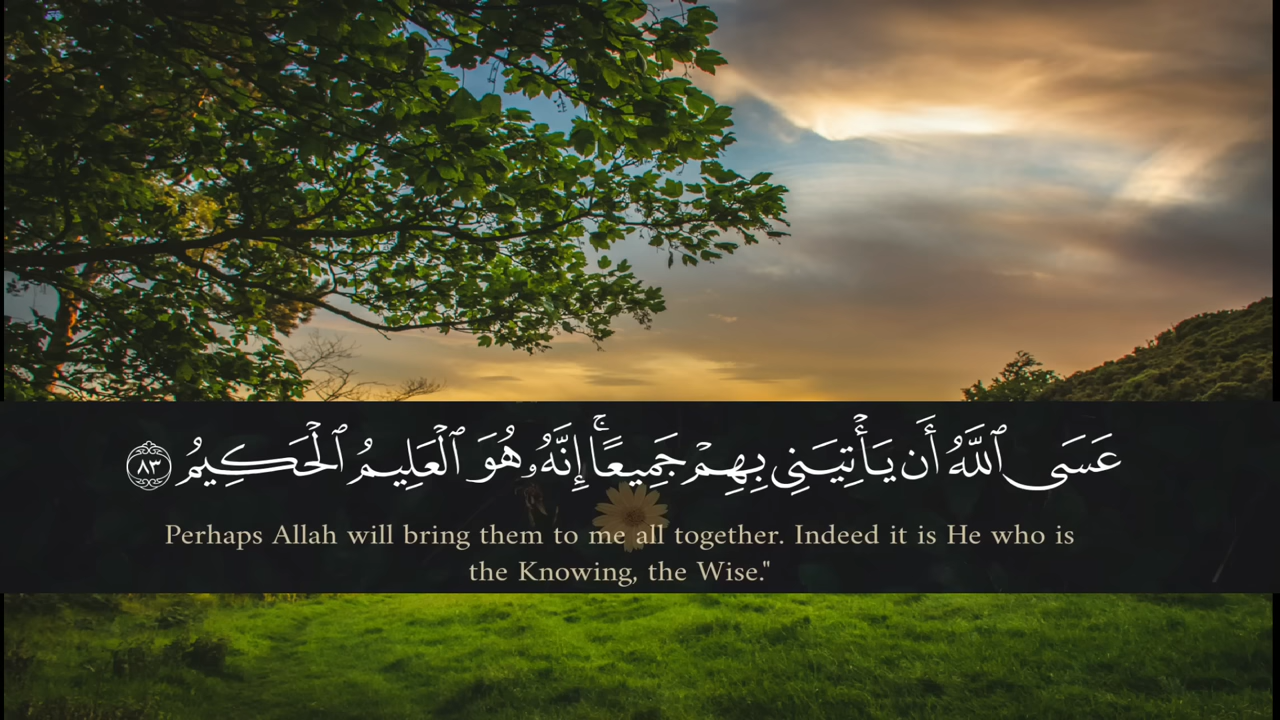 عَسَى ٱللَّهُ أَن يَأْتِيَنِى بِهِمْ جَمِيعًا ۚ إِنَّهُۥ هُوَ ٱلْعَلِيمُ ٱلْحَكِيمُ ٨٣
Perhaps Allah will bring them to me all together. Indeed it is He who is
the Knowing, the Wise."